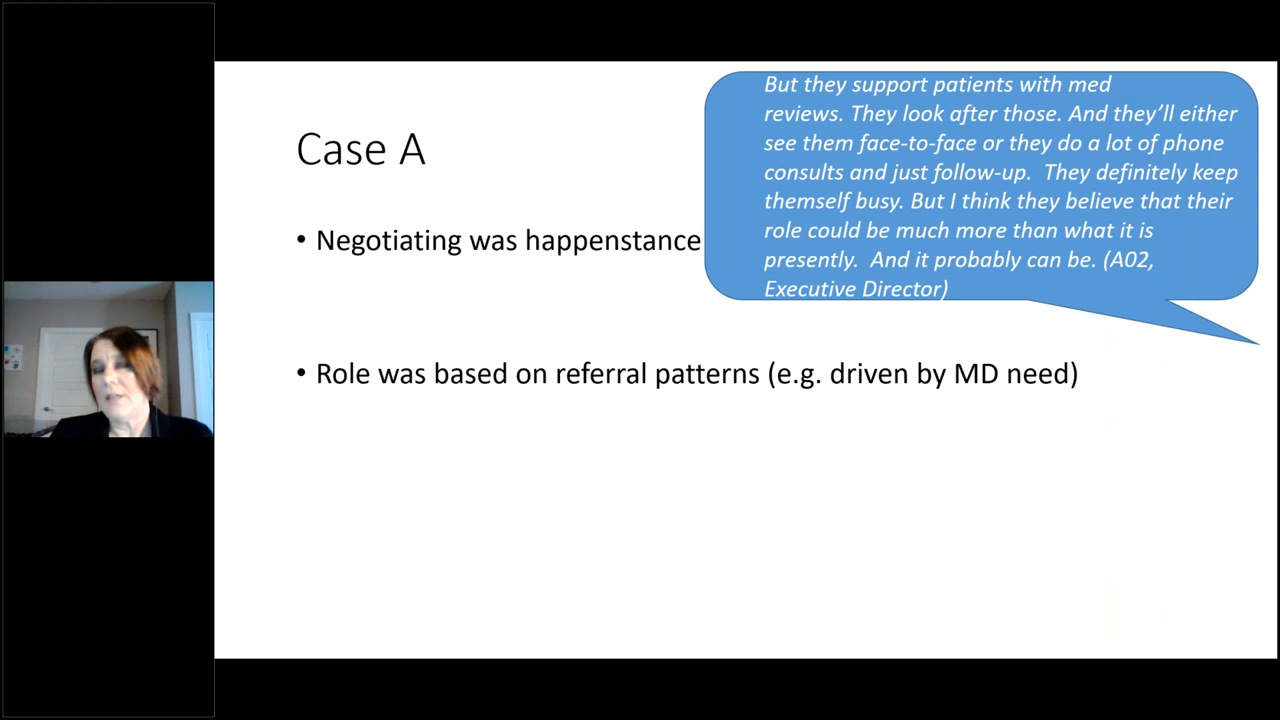 Case A
• Negotiating was happenstance
• Role was based on referral patterns (e.g. driven by MD need)
But they support patients with med
reviews. They look after those. And they’ll either
see them face-to-face or they do a lot of phone
consults and just follow-up.  They definitely keep
themself busy. But I think they believe that their
role could be much more than what it is
presently.  And it probably can be. (A02,
Executive Director)